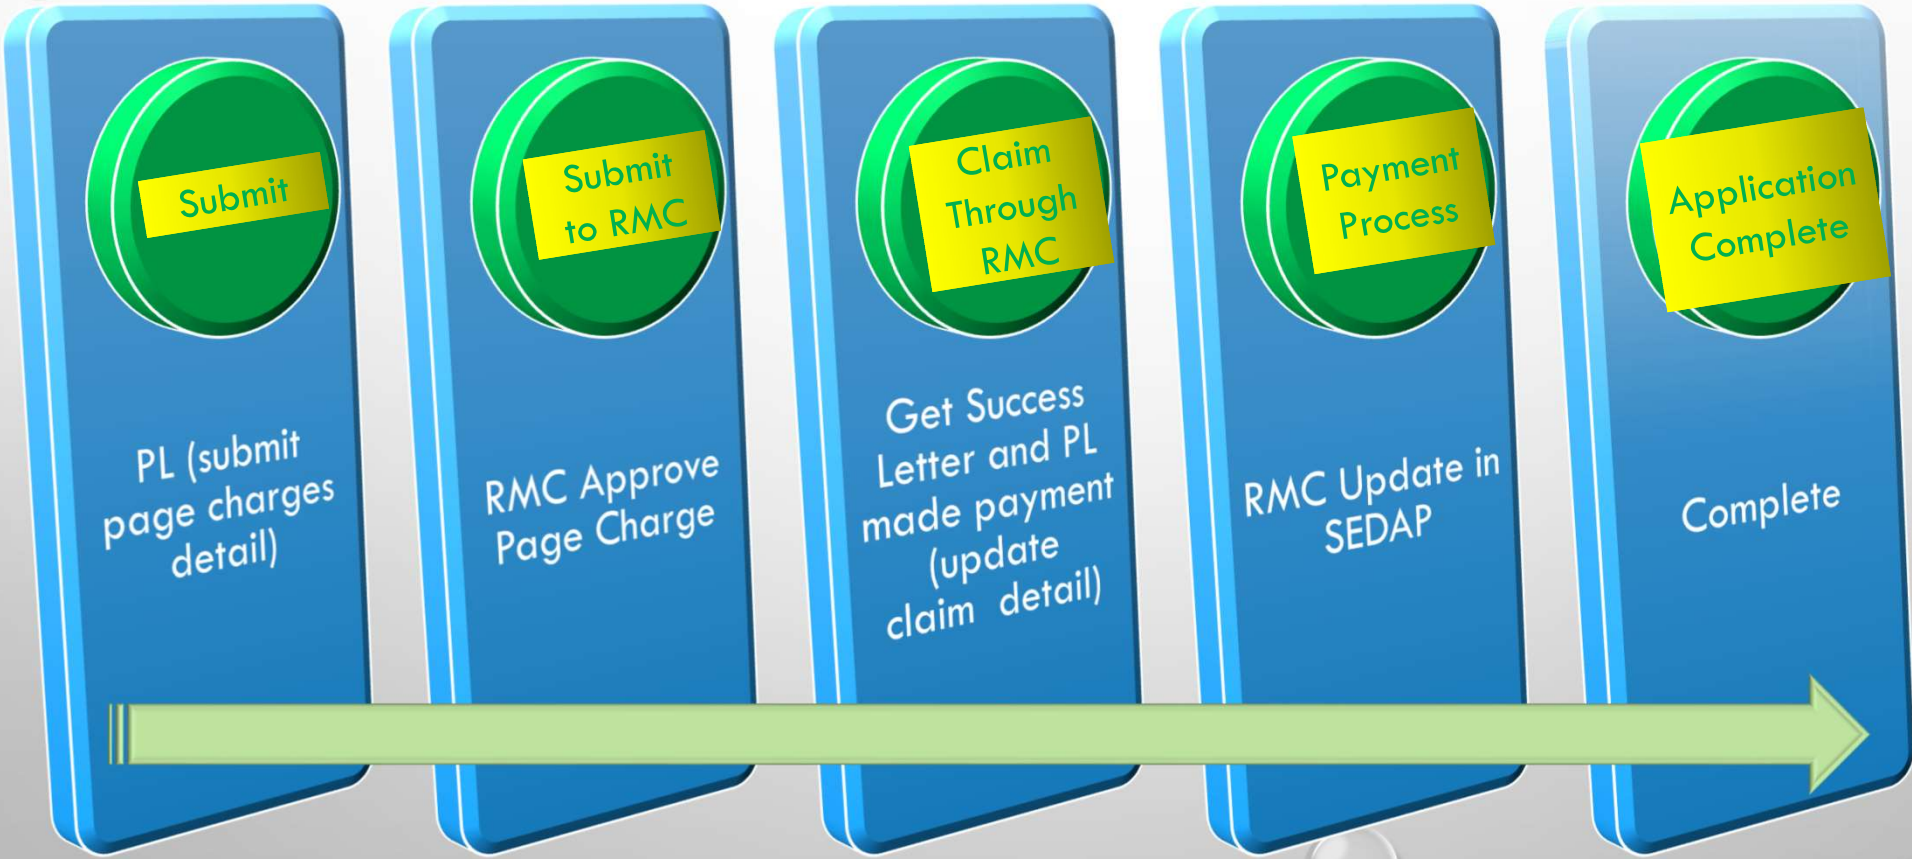 Submit
PL (submit
page charges
detail)
Submit
to RMC
RMC Approve
Page Charge
Claim
Through
RMC
Get Success
Letter and PL
made payment
(update
claim detail)
Payment
Process
RMC Update in
SEDAP
Application
Complete
Complete